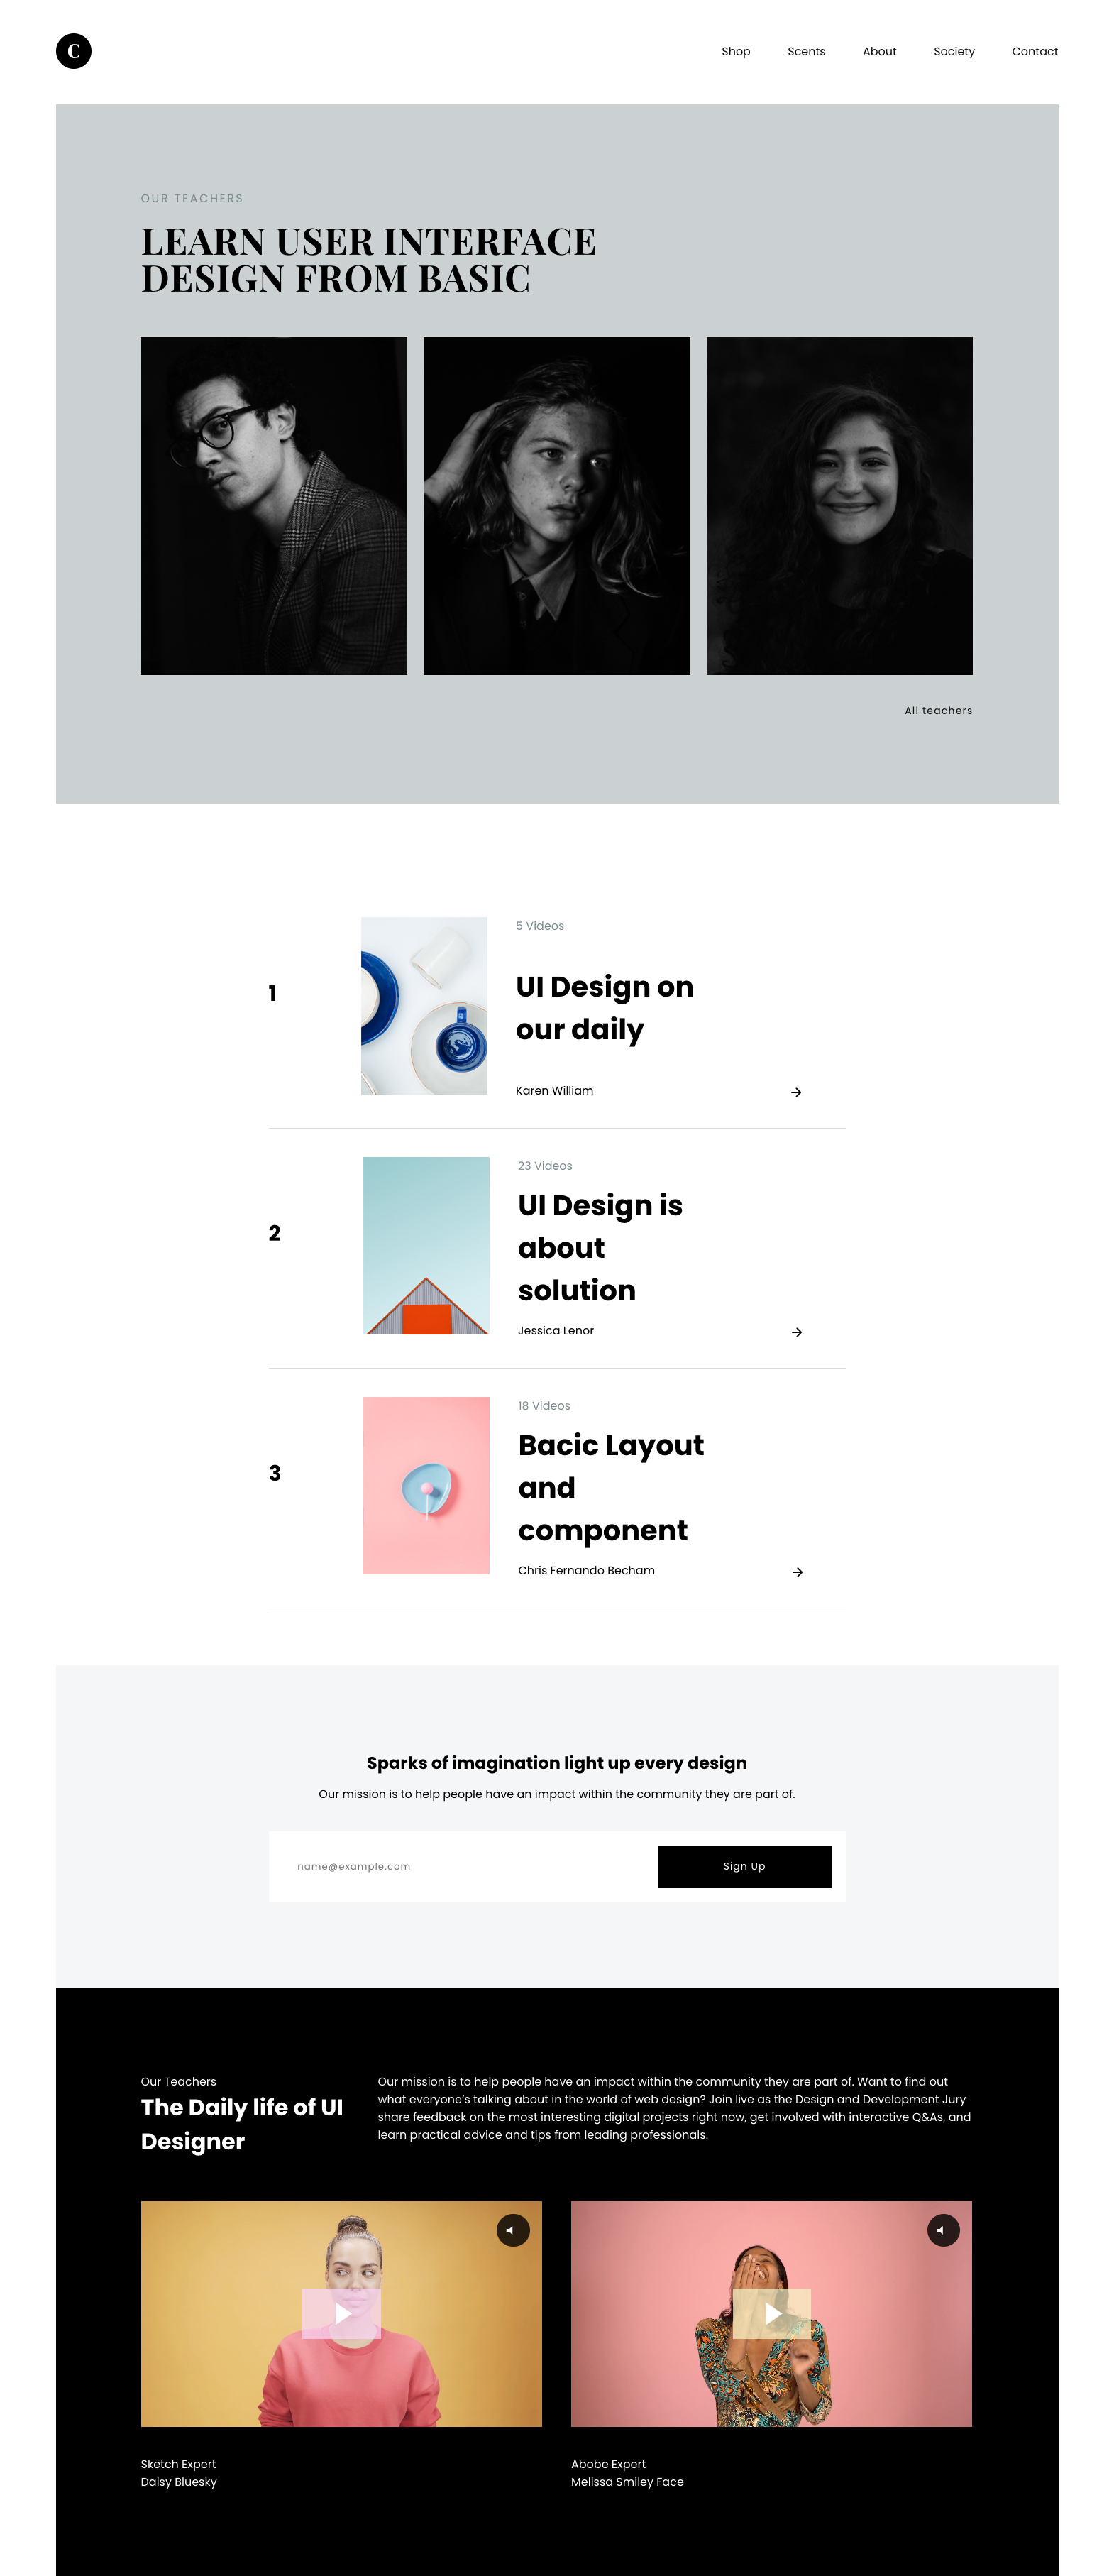 C
Shop Scents About Society Contact
OUR TEACHERS
LEARN USER INTERFACE
DESIGN FROM BASIC
All teachers
1
5 Videos
UI Design on
our daily
Karen William
2
23 Videos
UI Design is
about
solution
Jessica Lenor
3
18 Videos
Bacic Layout
and
component
Chris Fernando Becham
Sparks of imagination light up every design
Our mission is to help people have an impact within the community they are part of.
name@example.com
Sign Up
Our Teachers
The Daily life of UI
Designer
Our mission is to help people have an impact within the community they are part of. Want to find out
what everyone's talking about in the world of web design? Join live as the Design and Development Jury
share feedback on the most interesting digital projects right now, get involved with interactive Q&As, and
learn practical advice and tips from leading professionals.
Sketch Expert
Daisy Bluesky
Abobe Expert
Melissa Smiley Face